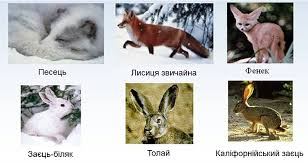 Песець
Лисиця звичайна
Фенек
Заєць-біляк
Толай
Каліфорнійський заєць